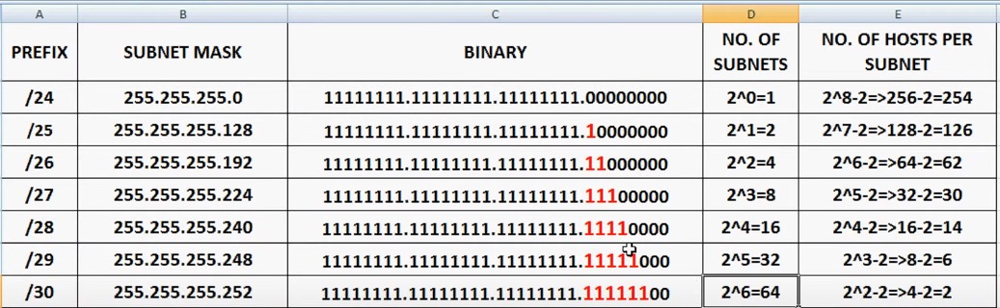 A B C D E
PREFIX SUBNET MASK BINARY NO. OF SUBNETS NO. OF HOSTS PER SUBNET
/24 255.255.255.0 11111111.11111111.11111111.00000000 2^0=1 2^8-2=>256-2=254
/25 255.255.255.128 11111111.11111111.11111111.10000000 2^1=2 2^7-2=>128-2=126
/26 255.255.255.192 11111111.11111111.11111111.11000000 2^2=4 2^6-2=>64-2=62
/27 255.255.255.224 11111111.11111111.11111111.11100000 2^3=8 2^5-2=>32-2=30
/28 255.255.255.240 11111111.11111111.11111111.11110000 2^4=16 2^4-2=>16-2=14
/29 255.255.255.248 11111111.11111111.11111111.11111000 2^5=32 2^3-2=>8-2=6
/30 255.255.255.252 11111111.11111111.11111111.11111100 2^6=64 2^2-2=>4-2=2